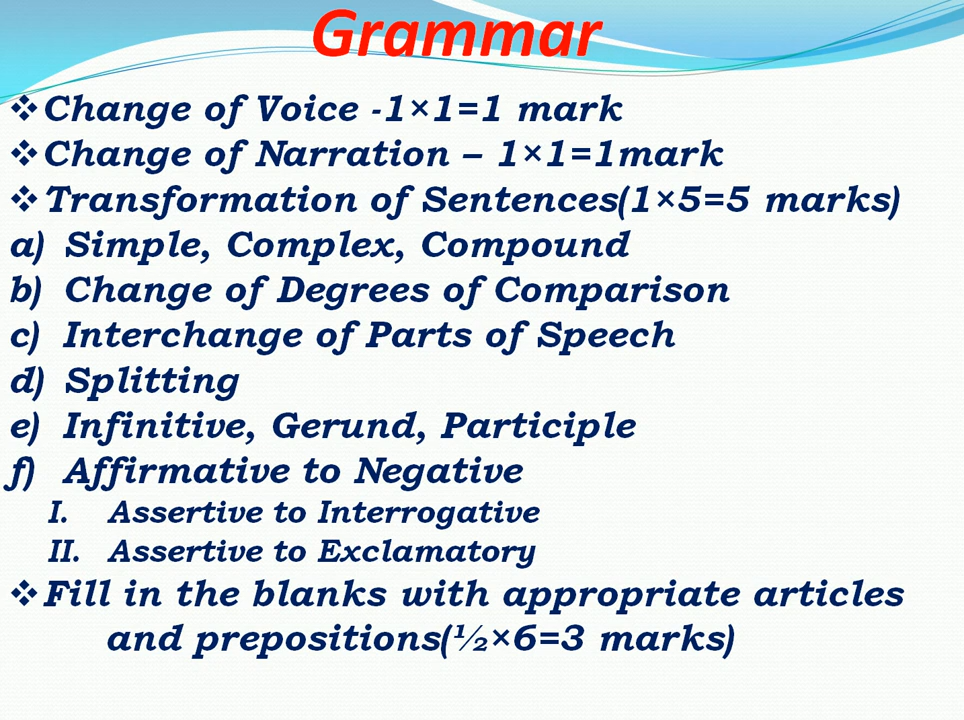 Grammar
❖Change of Voice -1×1=1 mark
❖Change of Narration – 1×1=1mark
❖Transformation of Sentences(1×5=5 marks)
a) Simple, Complex, Compound
b) Change of Degrees of Comparison
c) Interchange of Parts of Speech
d) Splitting
e) Infinitive, Gerund, Participle
f) Affirmative to Negative
I. Assertive to Interrogative
II. Assertive to Exclamatory
❖Fill in the blanks with appropriate articles
and prepositions(½×6=3 marks)